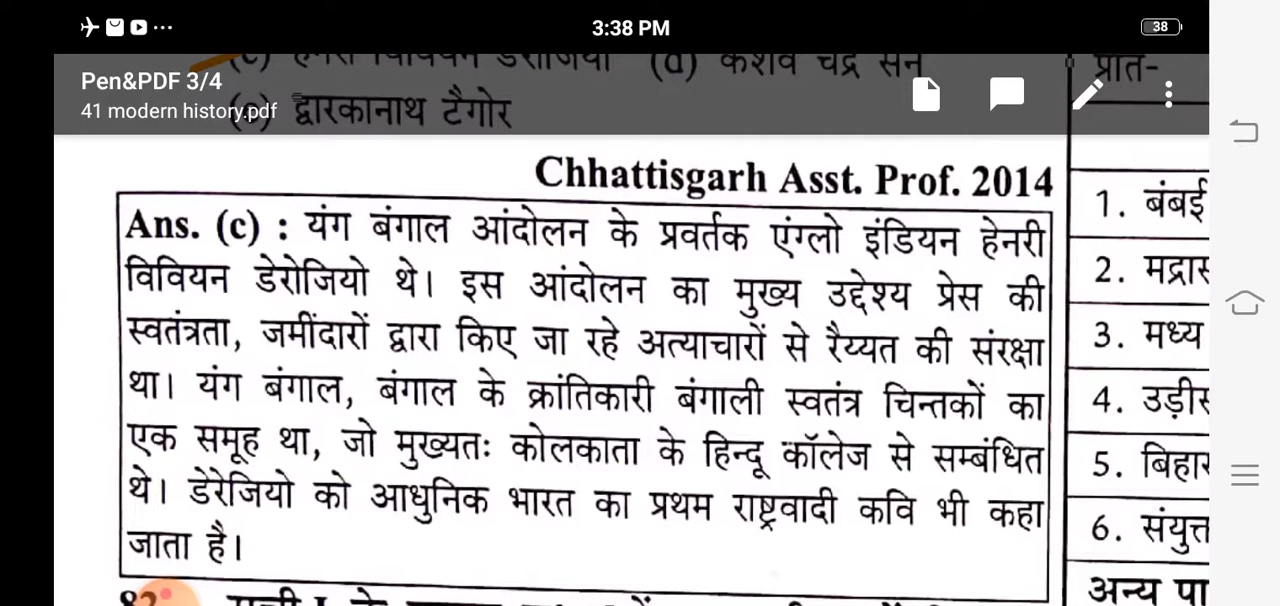 3:38 PM
38
Pen&PDF 3/4
41 modern history.pdf
(d) केशव चंद्र सेन
(e) द्वारकानाथ टैगोर
Chhattisgarh Asst. Prof. 2014
Ans. (c) : यंग बंगाल आंदोलन के प्रवर्तक एंग्लो इंडियन हेनरी
विवियन डेरोजियो थे। इस आंदोलन का मुख्य उद्देश्य प्रेस की
स्वतंत्रता, जमींदारों द्वारा किए जा रहे अत्याचारों से रैय्यत की संरक्षा
था। यंग बंगाल, बंगाल के क्रांतिकारी बंगाली स्वतंत्र चिन्तकों का
एक समूह था, जो मुख्यतः कोलकाता के हिन्दू कॉलेज से सम्बंधित
थे। डेरेजियो को आधुनिक भारत का प्रथम राष्ट्रवादी कवि भी कहा
जाता है।
प्रांत-
1. बंबई
2. मद्रास
3. मध्य
4. उड़ीस
5. बिहार
6. संयुक्त
अन्य पा